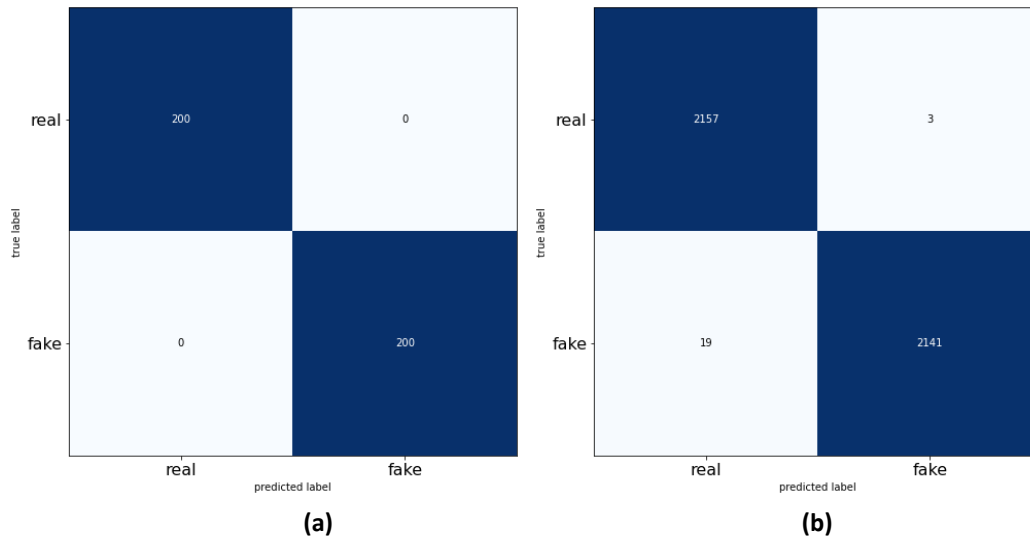 real
200
0
true label
fake
0
200
real
fake
predicted label
(a)
real
2157
3
true label
fake
19
2141
real
fake
predicted label
(b)